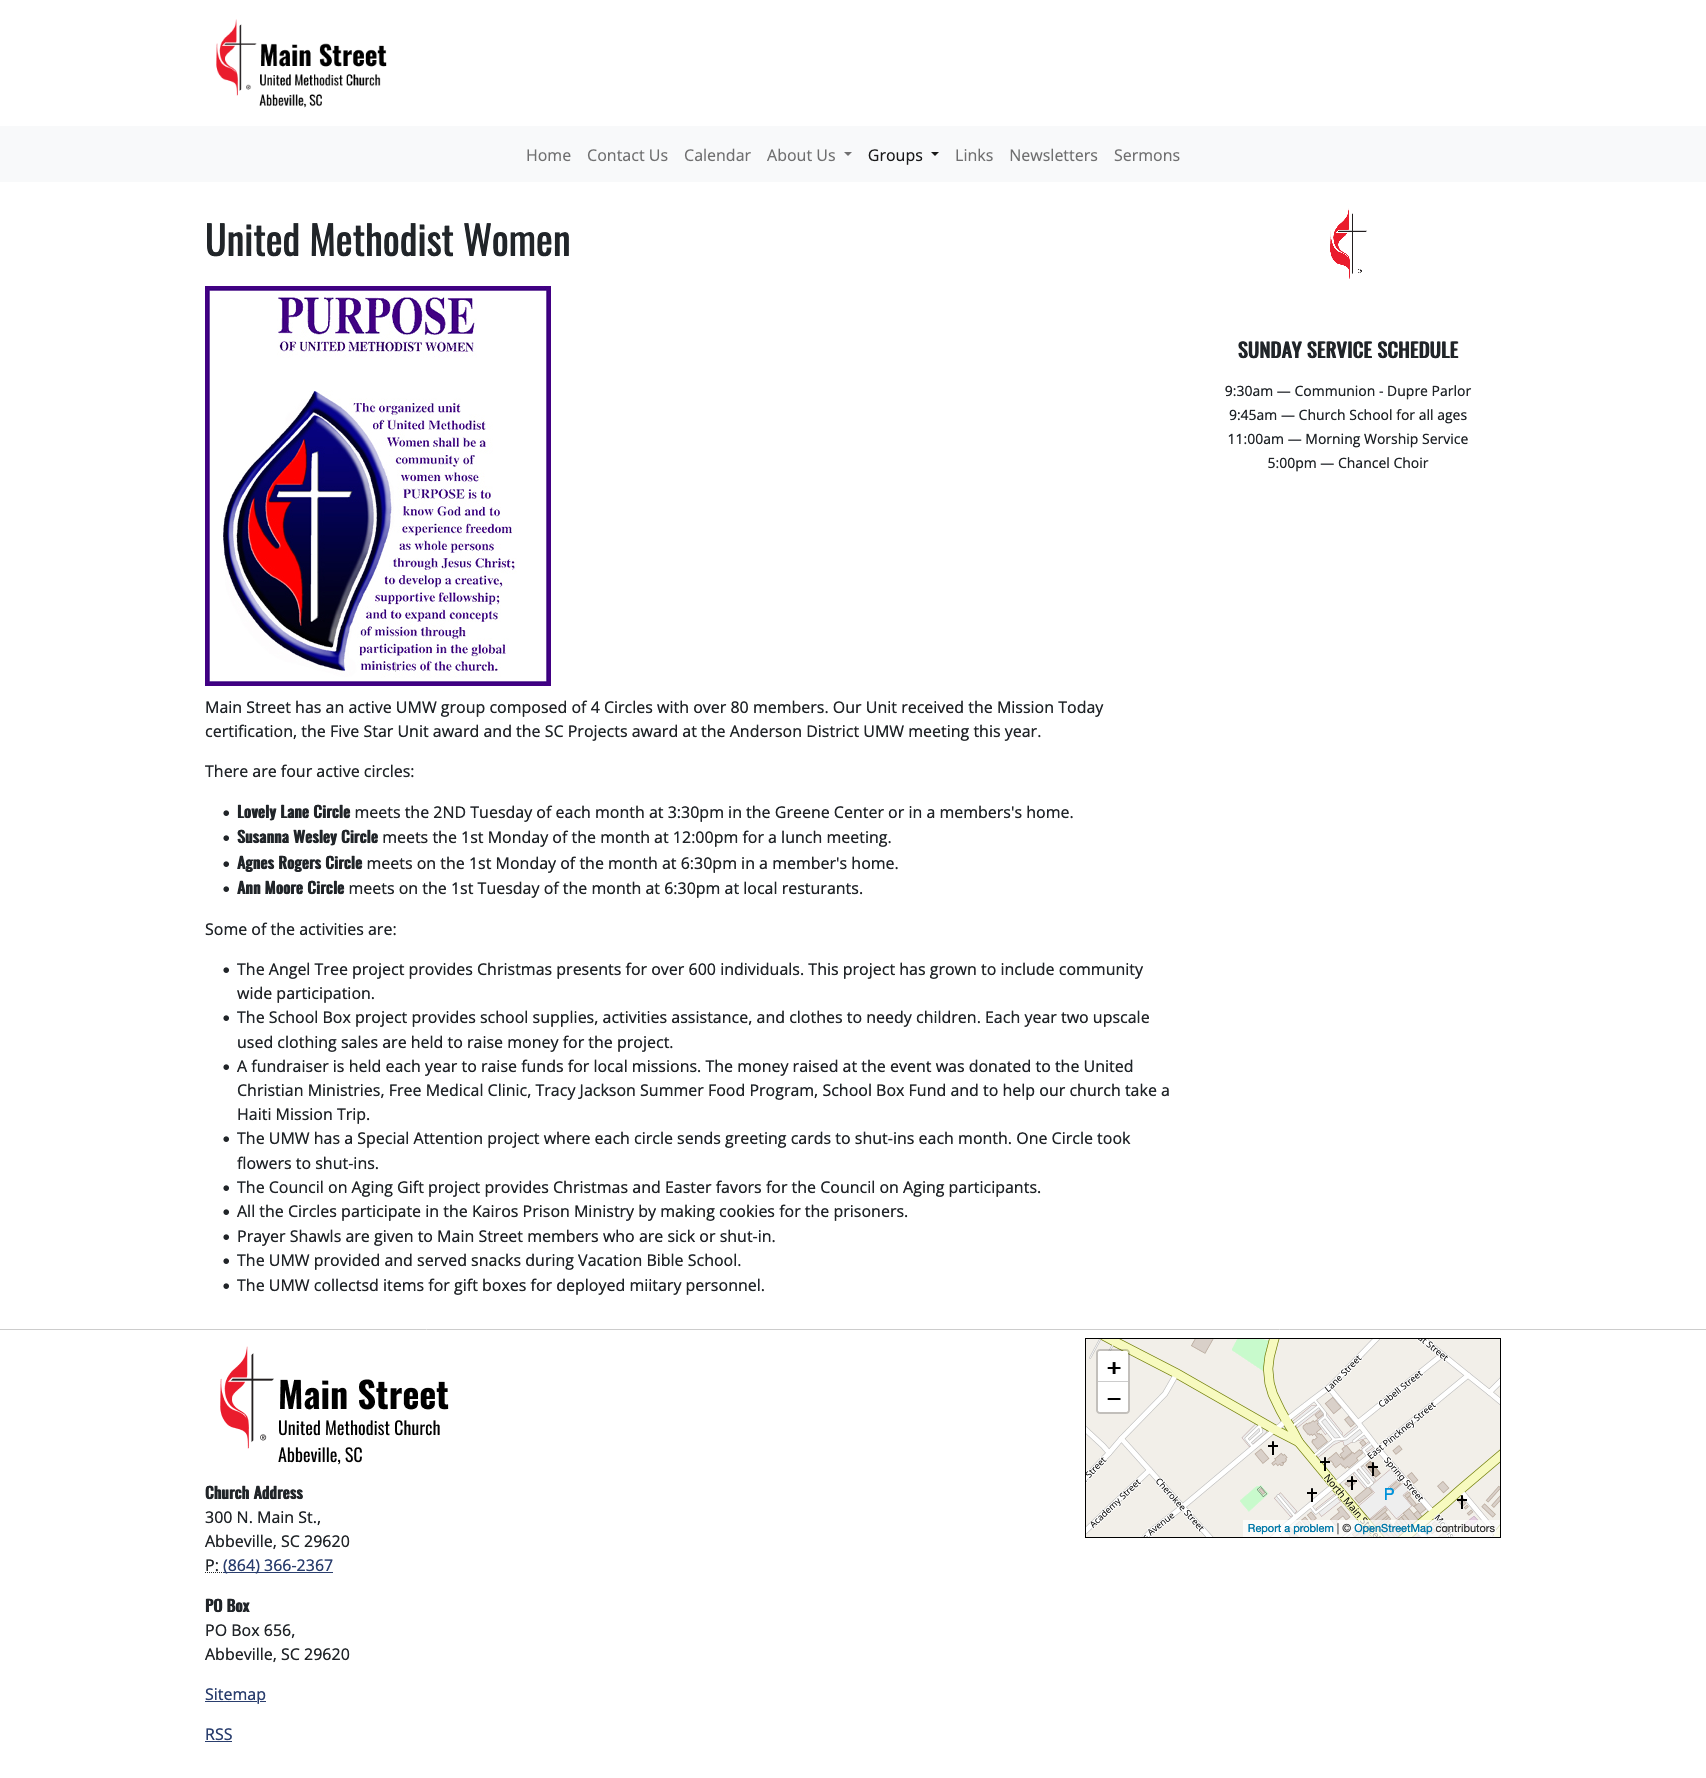 Main Street
United Methodist Church
Abbeville, SC
Home Contact Us Calendar About Us Groups Links Newsletters Sermons
United Methodist Women
PURPOSE
OF UNITED METHODIST WOMEN
The organized unit
of United Methodist
Women shall be a
community of
women whose
PURPOSE is to
know God and to
experience freedom
as whole persons
through Jesus Christ;
to develop a creative,
supportive fellowship;
and to expand concepts
of mission through
participation in the global
ministries of the church.
SUNDAY SERVICE SCHEDULE
9:30am — Communion - Dupre Parlor
9:45am — Church School for all ages
11:00am — Morning Worship Service
5:00pm — Chancel Choir
Main Street has an active UMW group composed of 4 Circles with over 80 members. Our Unit received the Mission Today
certification, the Five Star Unit award and the SC Projects award at the Anderson District UMW meeting this year.
There are four active circles:
• Lovely Lane Circle meets the 2ND Tuesday of each month at 3:30pm in the Greene Center or in a members's home.
• Susanna Wesley Circle meets the 1st Monday of the month at 12:00pm for a lunch meeting.
• Agnes Rogers Circle meets on the 1st Monday of the month at 6:30pm in a member's home.
• Ann Moore Circle meets on the 1st Tuesday of the month at 6:30pm at local resturants.
Some of the activities are:
• The Angel Tree project provides Christmas presents for over 600 individuals. This project has grown to include community
wide participation.
• The School Box project provides school supplies, activities assistance, and clothes to needy children. Each year two upscale
used clothing sales are held to raise money for the project.
• A fundraiser is held each year to raise funds for local missions. The money raised at the event was donated to the United
Christian Ministries, Free Medical Clinic, Tracy Jackson Summer Food Program, School Box Fund and to help our church take a
Haiti Mission Trip.
• The UMW has a Special Attention project where each circle sends greeting cards to shut-ins each month. One Circle took
flowers to shut-ins.
• The Council on Aging Gift project provides Christmas and Easter favors for the Council on Aging participants.
• All the Circles participate in the Kairos Prison Ministry by making cookies for the prisoners.
• Prayer Shawls are given to Main Street members who are sick or shut-in.
• The UMW provided and served snacks during Vacation Bible School.
• The UMW collectsd items for gift boxes for deployed miitary personnel.
Main Street
United Methodist Church
Abbeville, SC
Church Address
300 N. Main St.,
Abbeville, SC 29620
P: (864) 366-2367
PO Box
PO Box 656,
Abbeville, SC 29620
Sitemap
RSS
+
−
Street
Lane Street
Cabell Street
East Pinckney Street
Spring Street
North Main
P
Street
Academy Street
Cherokee Street
Avenue
Report a problem | © OpenStreetMap contributors